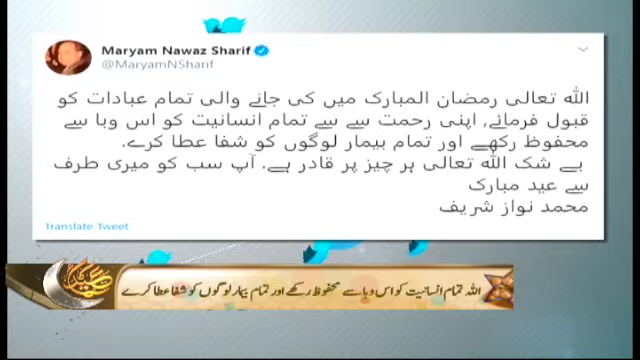 Maryam Nawaz Sharif
@MaryamNSharif
اللہ تعالی رمضان المبارک میں کی جانے والی تمام عبادات کو
قبول فرمائے, اپنی رحمت سے سے تمام انسانیت کو اس وبا سے
محفوظ رکھے اور تمام بیمار لوگوں کو شفا عطا کرے.
بے شک اللہ تعالی ہر چیز پر قادر ہے. آپ سب کو میری طرف
سے عید مبارک
محمد نواز شریف
Translate Tweet
اللہ تمام انسانیت کو اس وبا سے محفوظ رکھے اور تمام بیمار لوگوں کو شفا عطا کرے